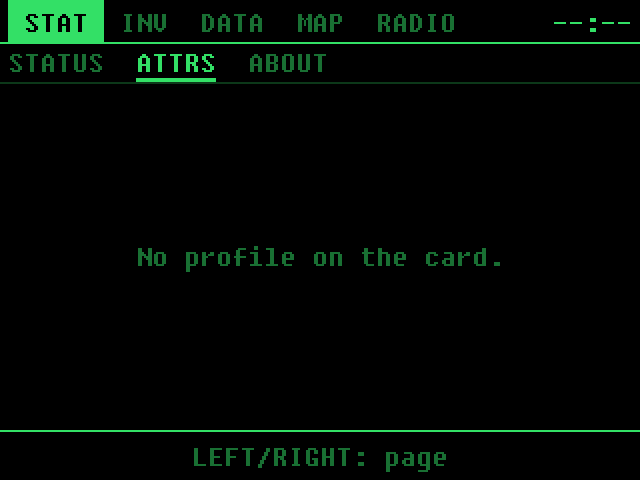 STAT INV DATA MAP RADIO --:--
STATUS ATTRS ABOUT
No profile on the card.
LEFT/RIGHT: page